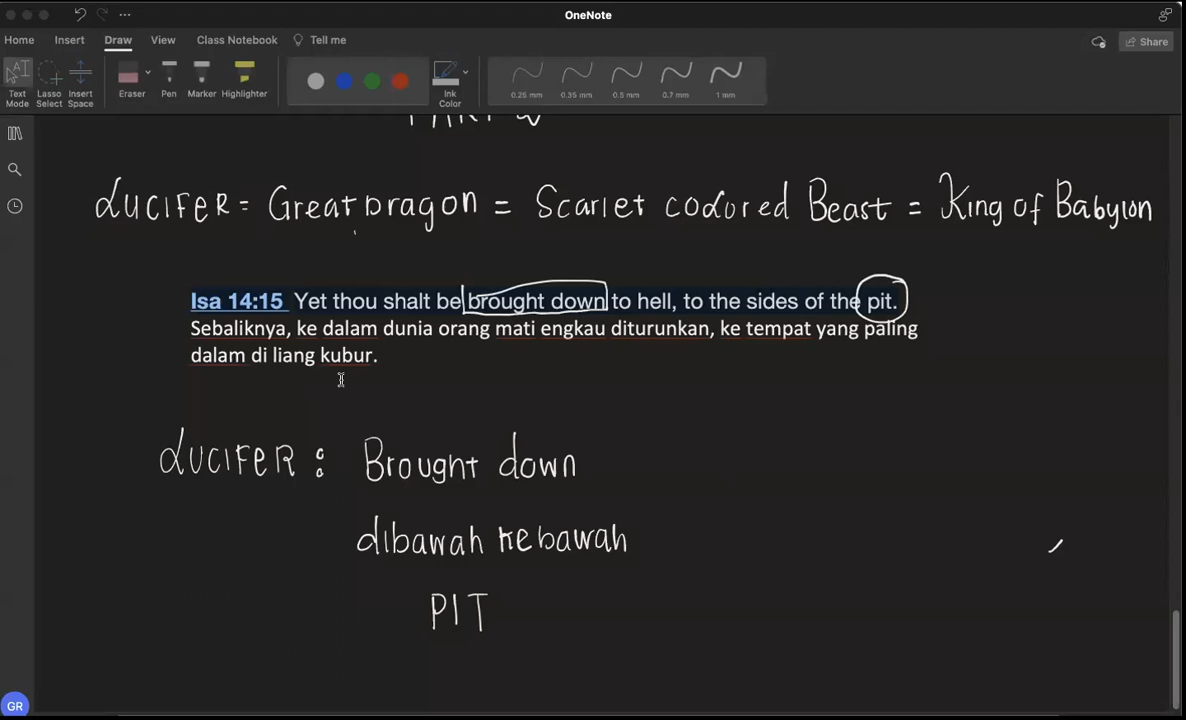 OneNote
Home Insert Draw View Class Notebook Tell me
Share
Text Mode
Lasso Select
Insert Space
Eraser
Pen
Marker
Highlighter
Ink Color
0.25 mm 0.35 mm 0.5 mm 0.7 mm 1 mm
LUCIFER = Great Dragon = Scarlet colored Beast = King of Babylon
Isa 14:15 Yet thou shalt be brought down to hell, to the sides of the pit.
Sebaliknya, ke dalam dunia orang mati engkau diturunkan, ke tempat yang paling
dalam di liang kubur.
LUCIFER : Brought down
dibawah kebawah
PIT
GR